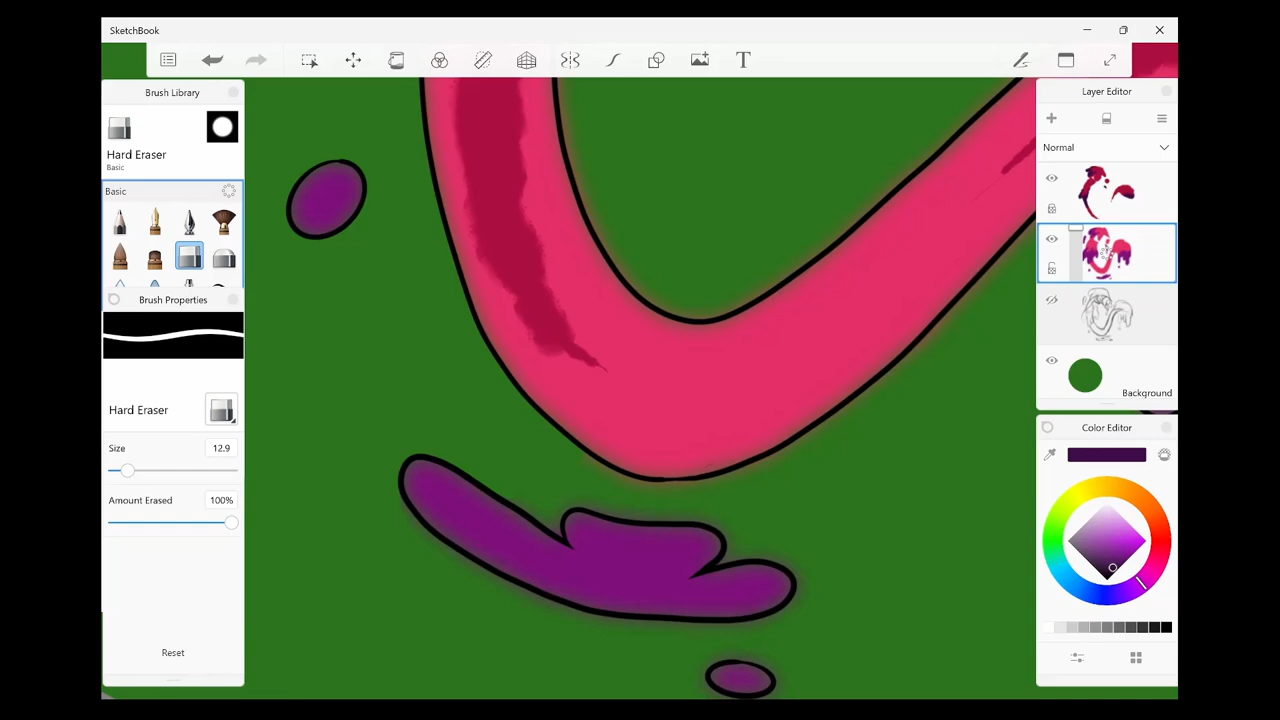 SketchBook
T
Brush Library
Hard Eraser
Basic
Basic
Brush Properties
Hard Eraser
Size 12.9
Amount Erased 100%
Reset
Layer Editor
Normal
Background
Color Editor